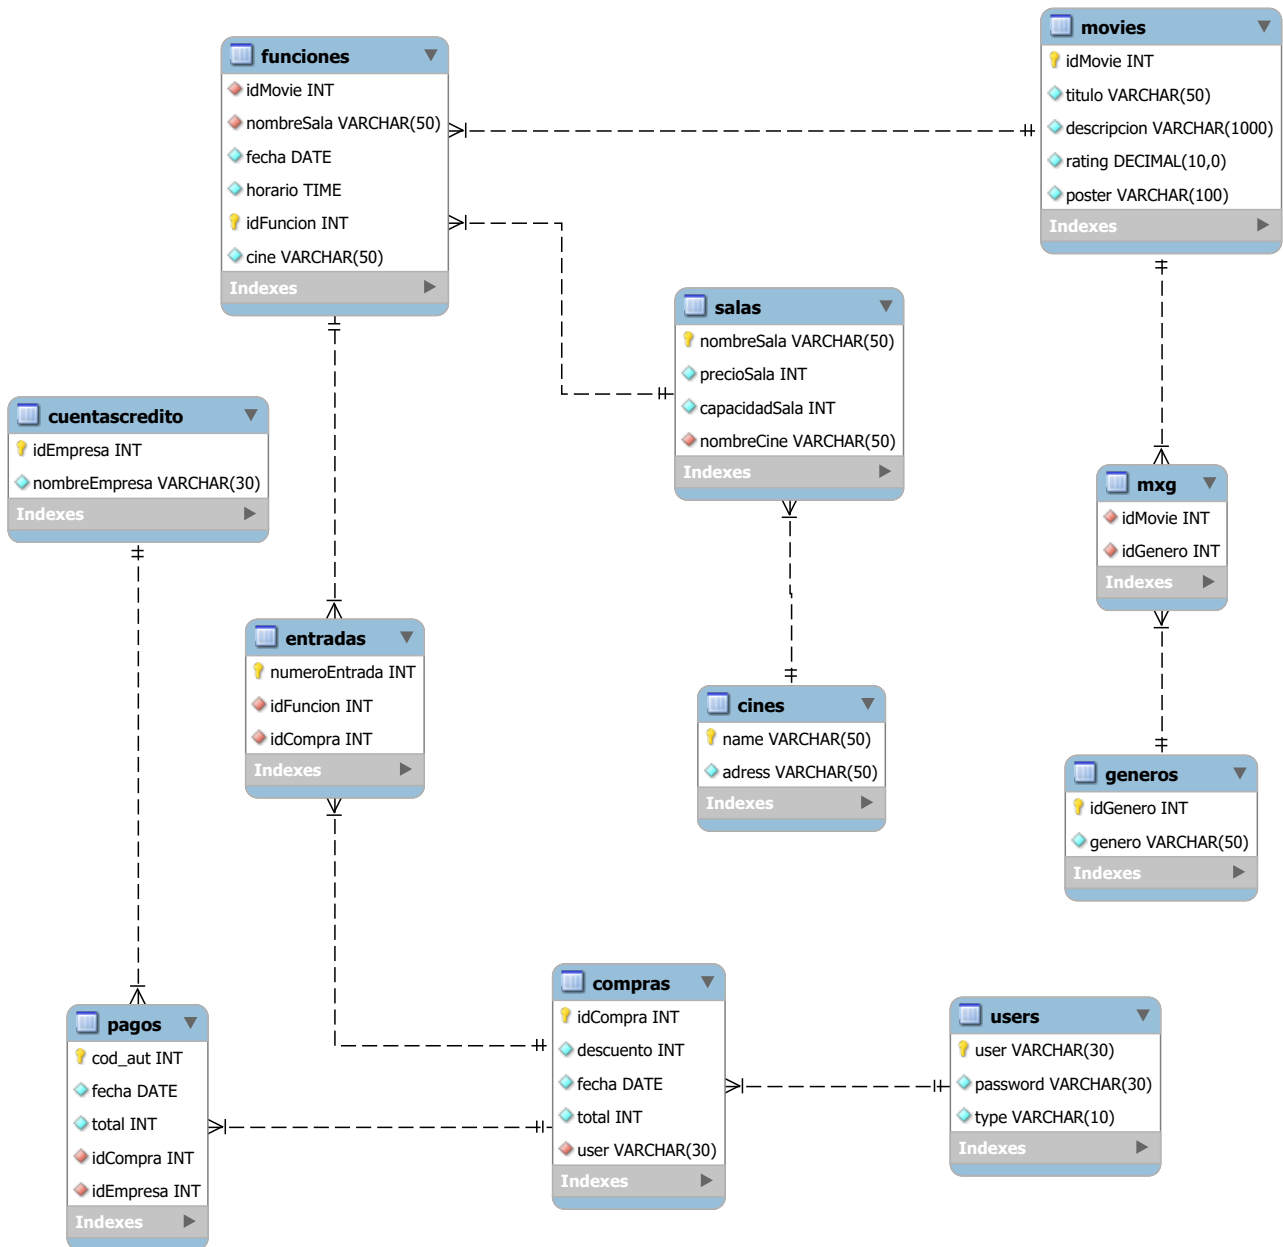 funciones
idMovie INT
nombreSala VARCHAR(50)
fecha DATE
horario TIME
idFuncion INT
cine VARCHAR(50)
Indexes
movies
idMovie INT
titulo VARCHAR(50)
descripcion VARCHAR(1000)
rating DECIMAL(10,0)
poster VARCHAR(100)
Indexes
salas
nombreSala VARCHAR(50)
precioSala INT
capacidadSala INT
nombreCine VARCHAR(50)
Indexes
cuentascredito
idEmpresa INT
nombreEmpresa VARCHAR(30)
Indexes
mxg
idMovie INT
idGenero INT
Indexes
entradas
numeroEntrada INT
idFuncion INT
idCompra INT
Indexes
cines
name VARCHAR(50)
adress VARCHAR(50)
Indexes
generos
idGenero INT
genero VARCHAR(50)
Indexes
pagos
cod_aut INT
fecha DATE
total INT
idCompra INT
idEmpresa INT
Indexes
compras
idCompra INT
descuento INT
fecha DATE
total INT
user VARCHAR(30)
Indexes
users
user VARCHAR(30)
password VARCHAR(30)
type VARCHAR(10)
Indexes